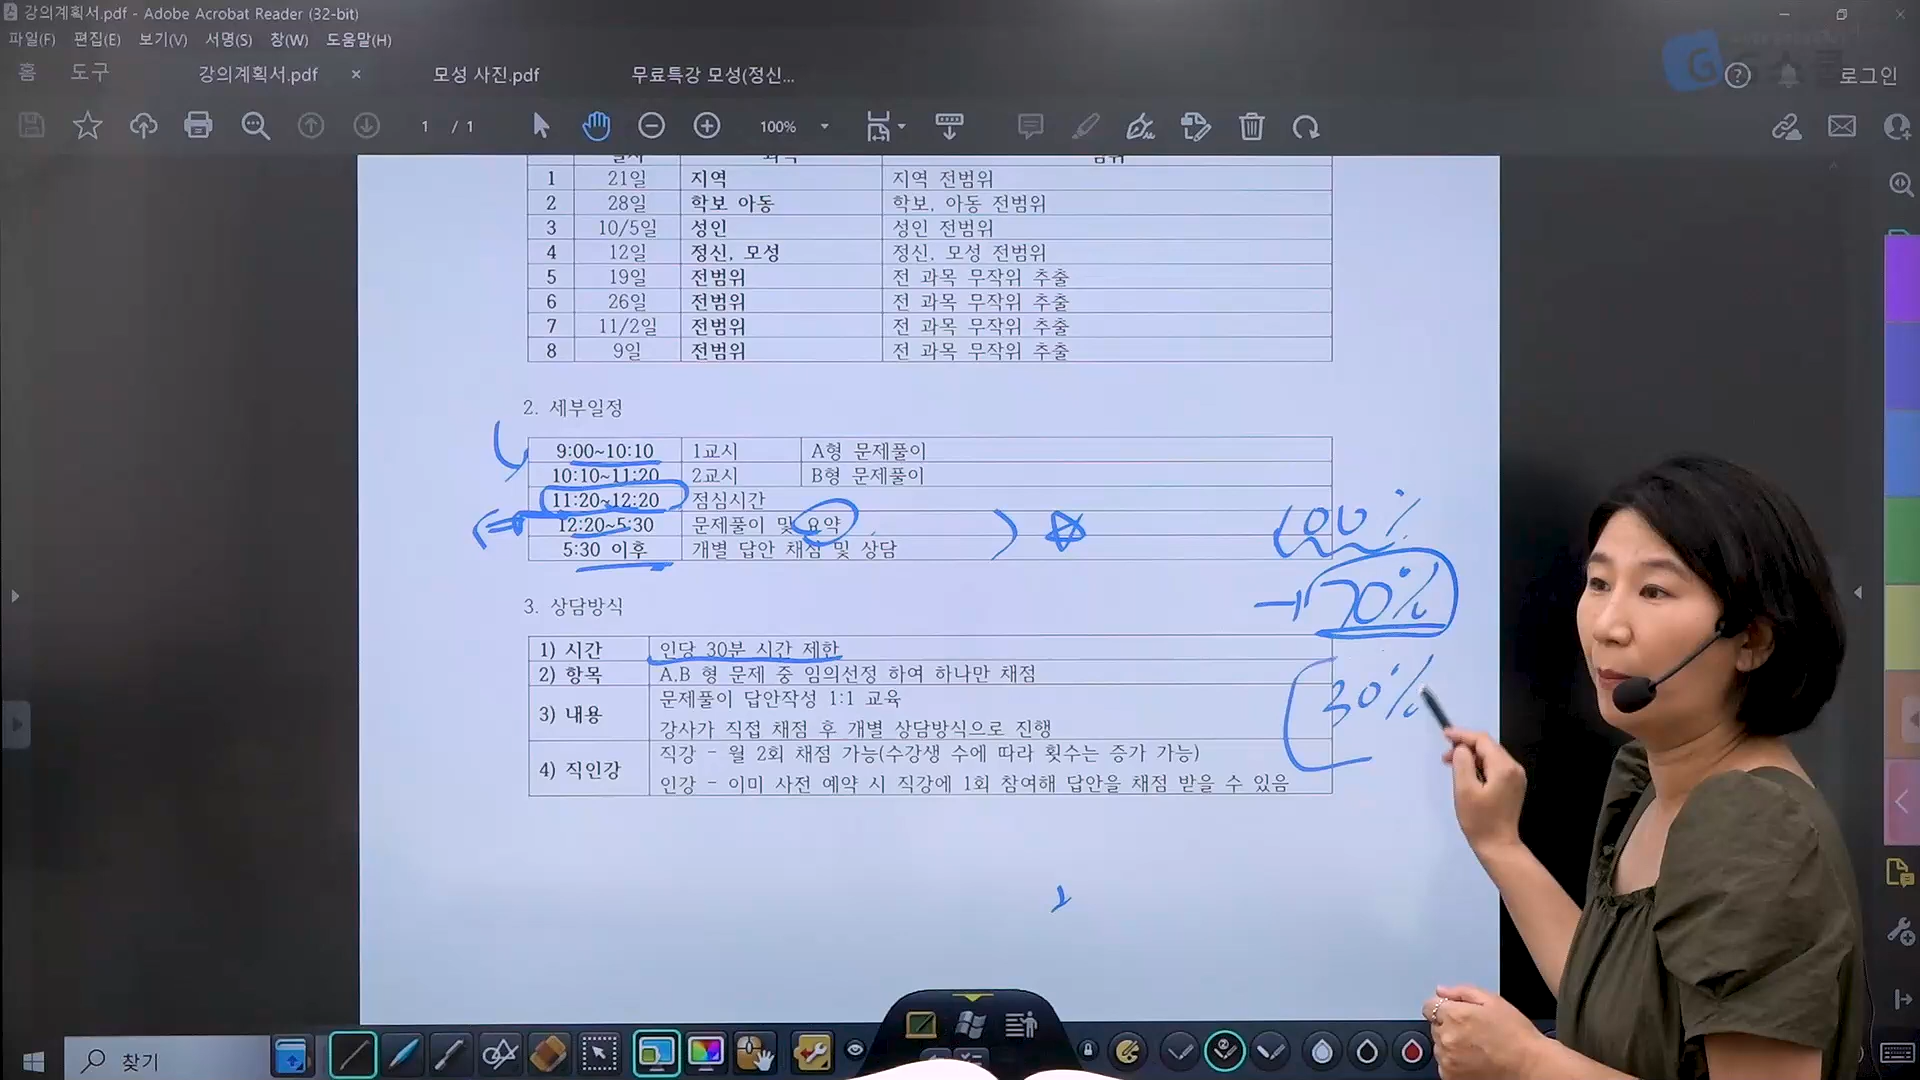 강의계획서.pdf - Adobe Acrobat Reader (32-bit)
파일(F) 편집(E) 보기(V) 서명(S) 창(W) 도움말(H)
홈 도구 강의계획서.pdf × 모성 사진.pdf 무료특강 모성(정신... 로그인
1 / 1 100%
1 21일 지역 지역 전범위
2 28일 학보 아동 학보, 아동 전범위
3 10/5일 성인 성인 전범위
4 12일 정신, 모성 정신, 모성 전범위
5 19일 전범위 전 과목 무작위 추출
6 26일 전범위 전 과목 무작위 추출
7 11/2일 전범위 전 과목 무작위 추출
8 9일 전범위 전 과목 무작위 추출
2. 세부일정
9:00~10:10 1교시 A형 문제풀이
10:10~11:20 2교시 B형 문제풀이
11:20~12:20 점심시간
12:20~5:30 문제풀이 및 요약
5:30 이후 개별 답안 채점 및 상담
100%
70%
30%
3. 상담방식
1) 시간 인당 30분 시간 제한
2) 항목 A.B 형 문제 중 임의선정 하여 하나만 채점
3) 내용 문제풀이 답안작성 1:1 교육
강사가 직접 채점 후 개별 상담방식으로 진행
4) 직인강 직강 - 월 2회 채점 가능(수강생 수에 따라 횟수는 증가 가능)
인강 - 이미 사전 예약 시 직강에 1회 참여해 답안을 채점 받을 수 있음
찾기